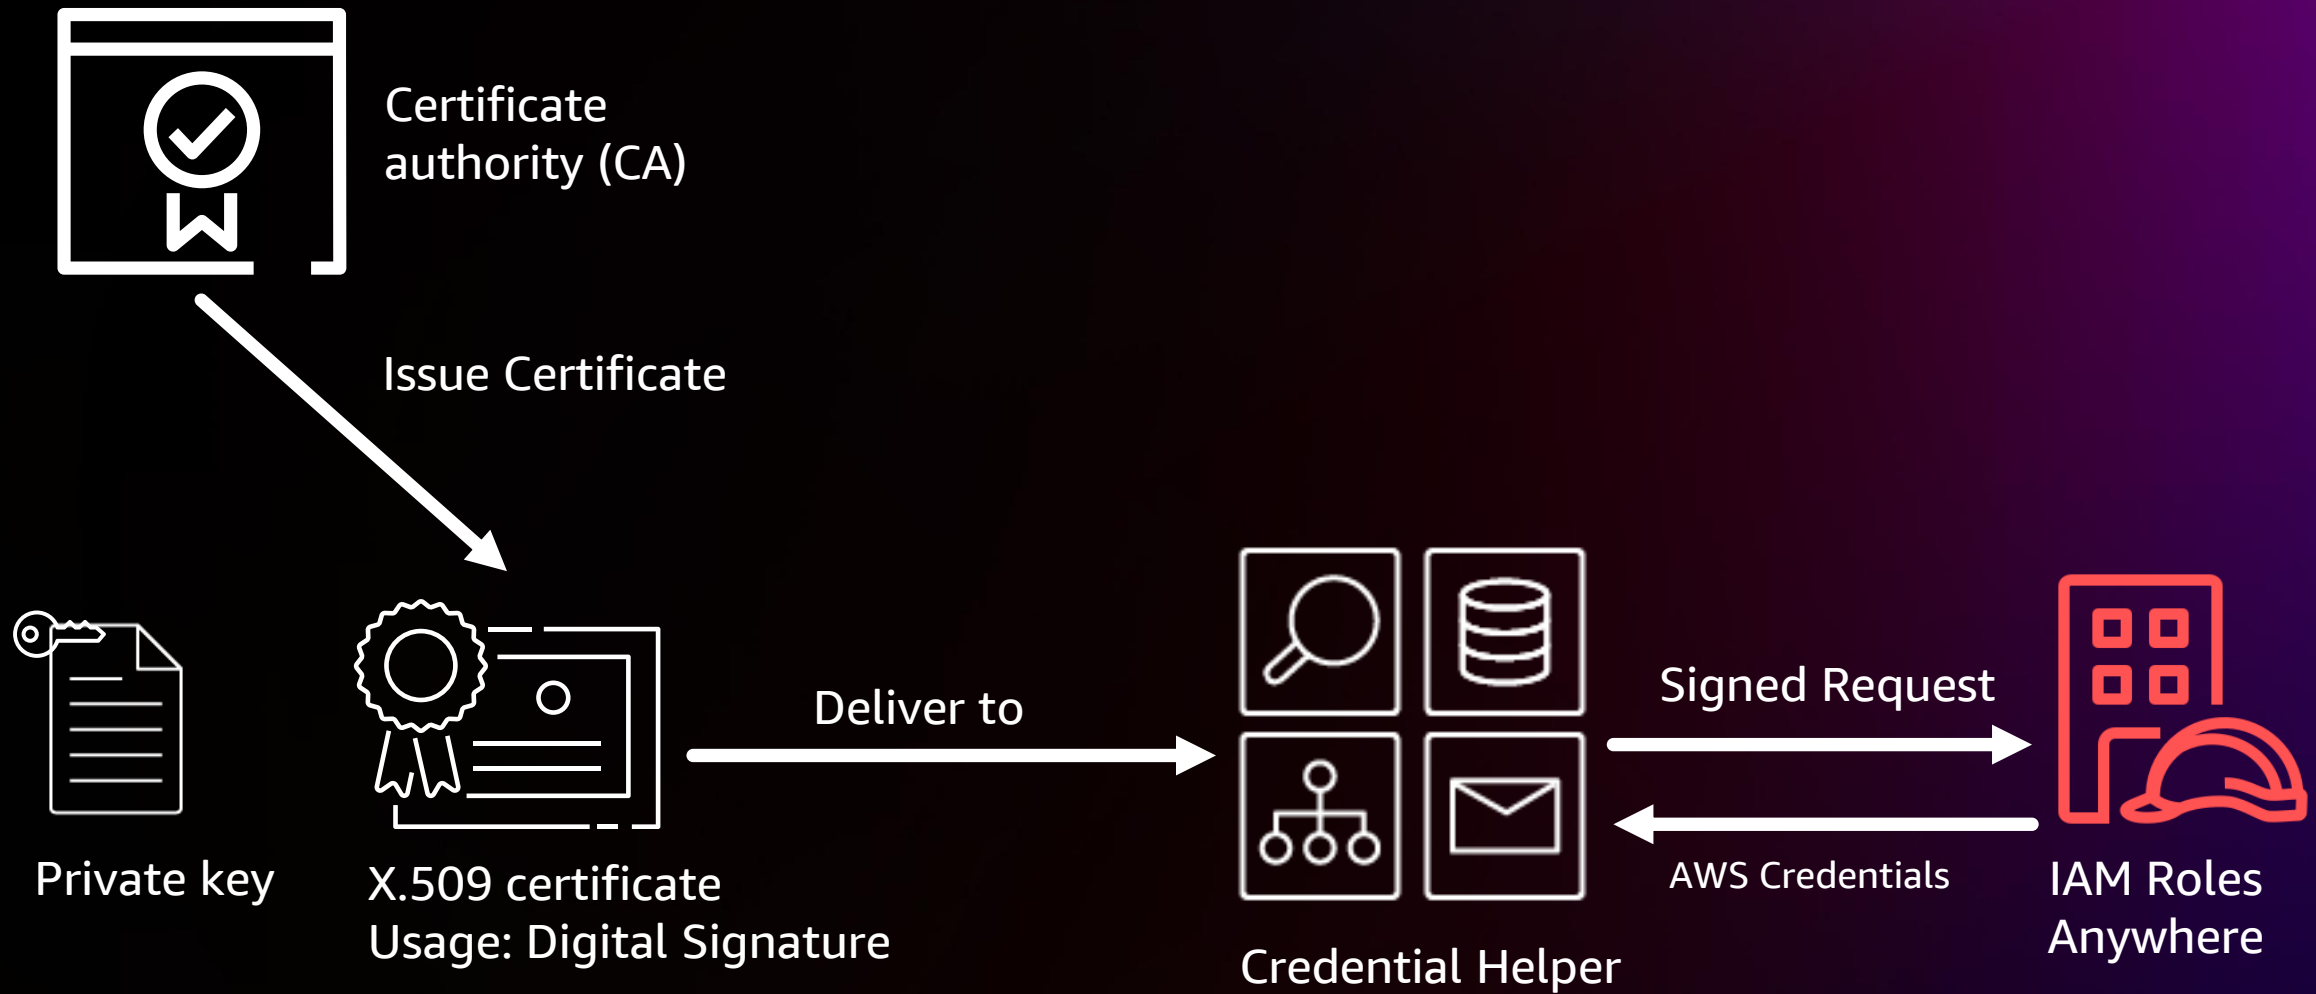 Certificate
authority (CA)
Issue Certificate
Deliver to
Signed Request
AWS Credentials
Private key
X.509 certificate
Usage: Digital Signature
Credential Helper
IAM Roles
Anywhere